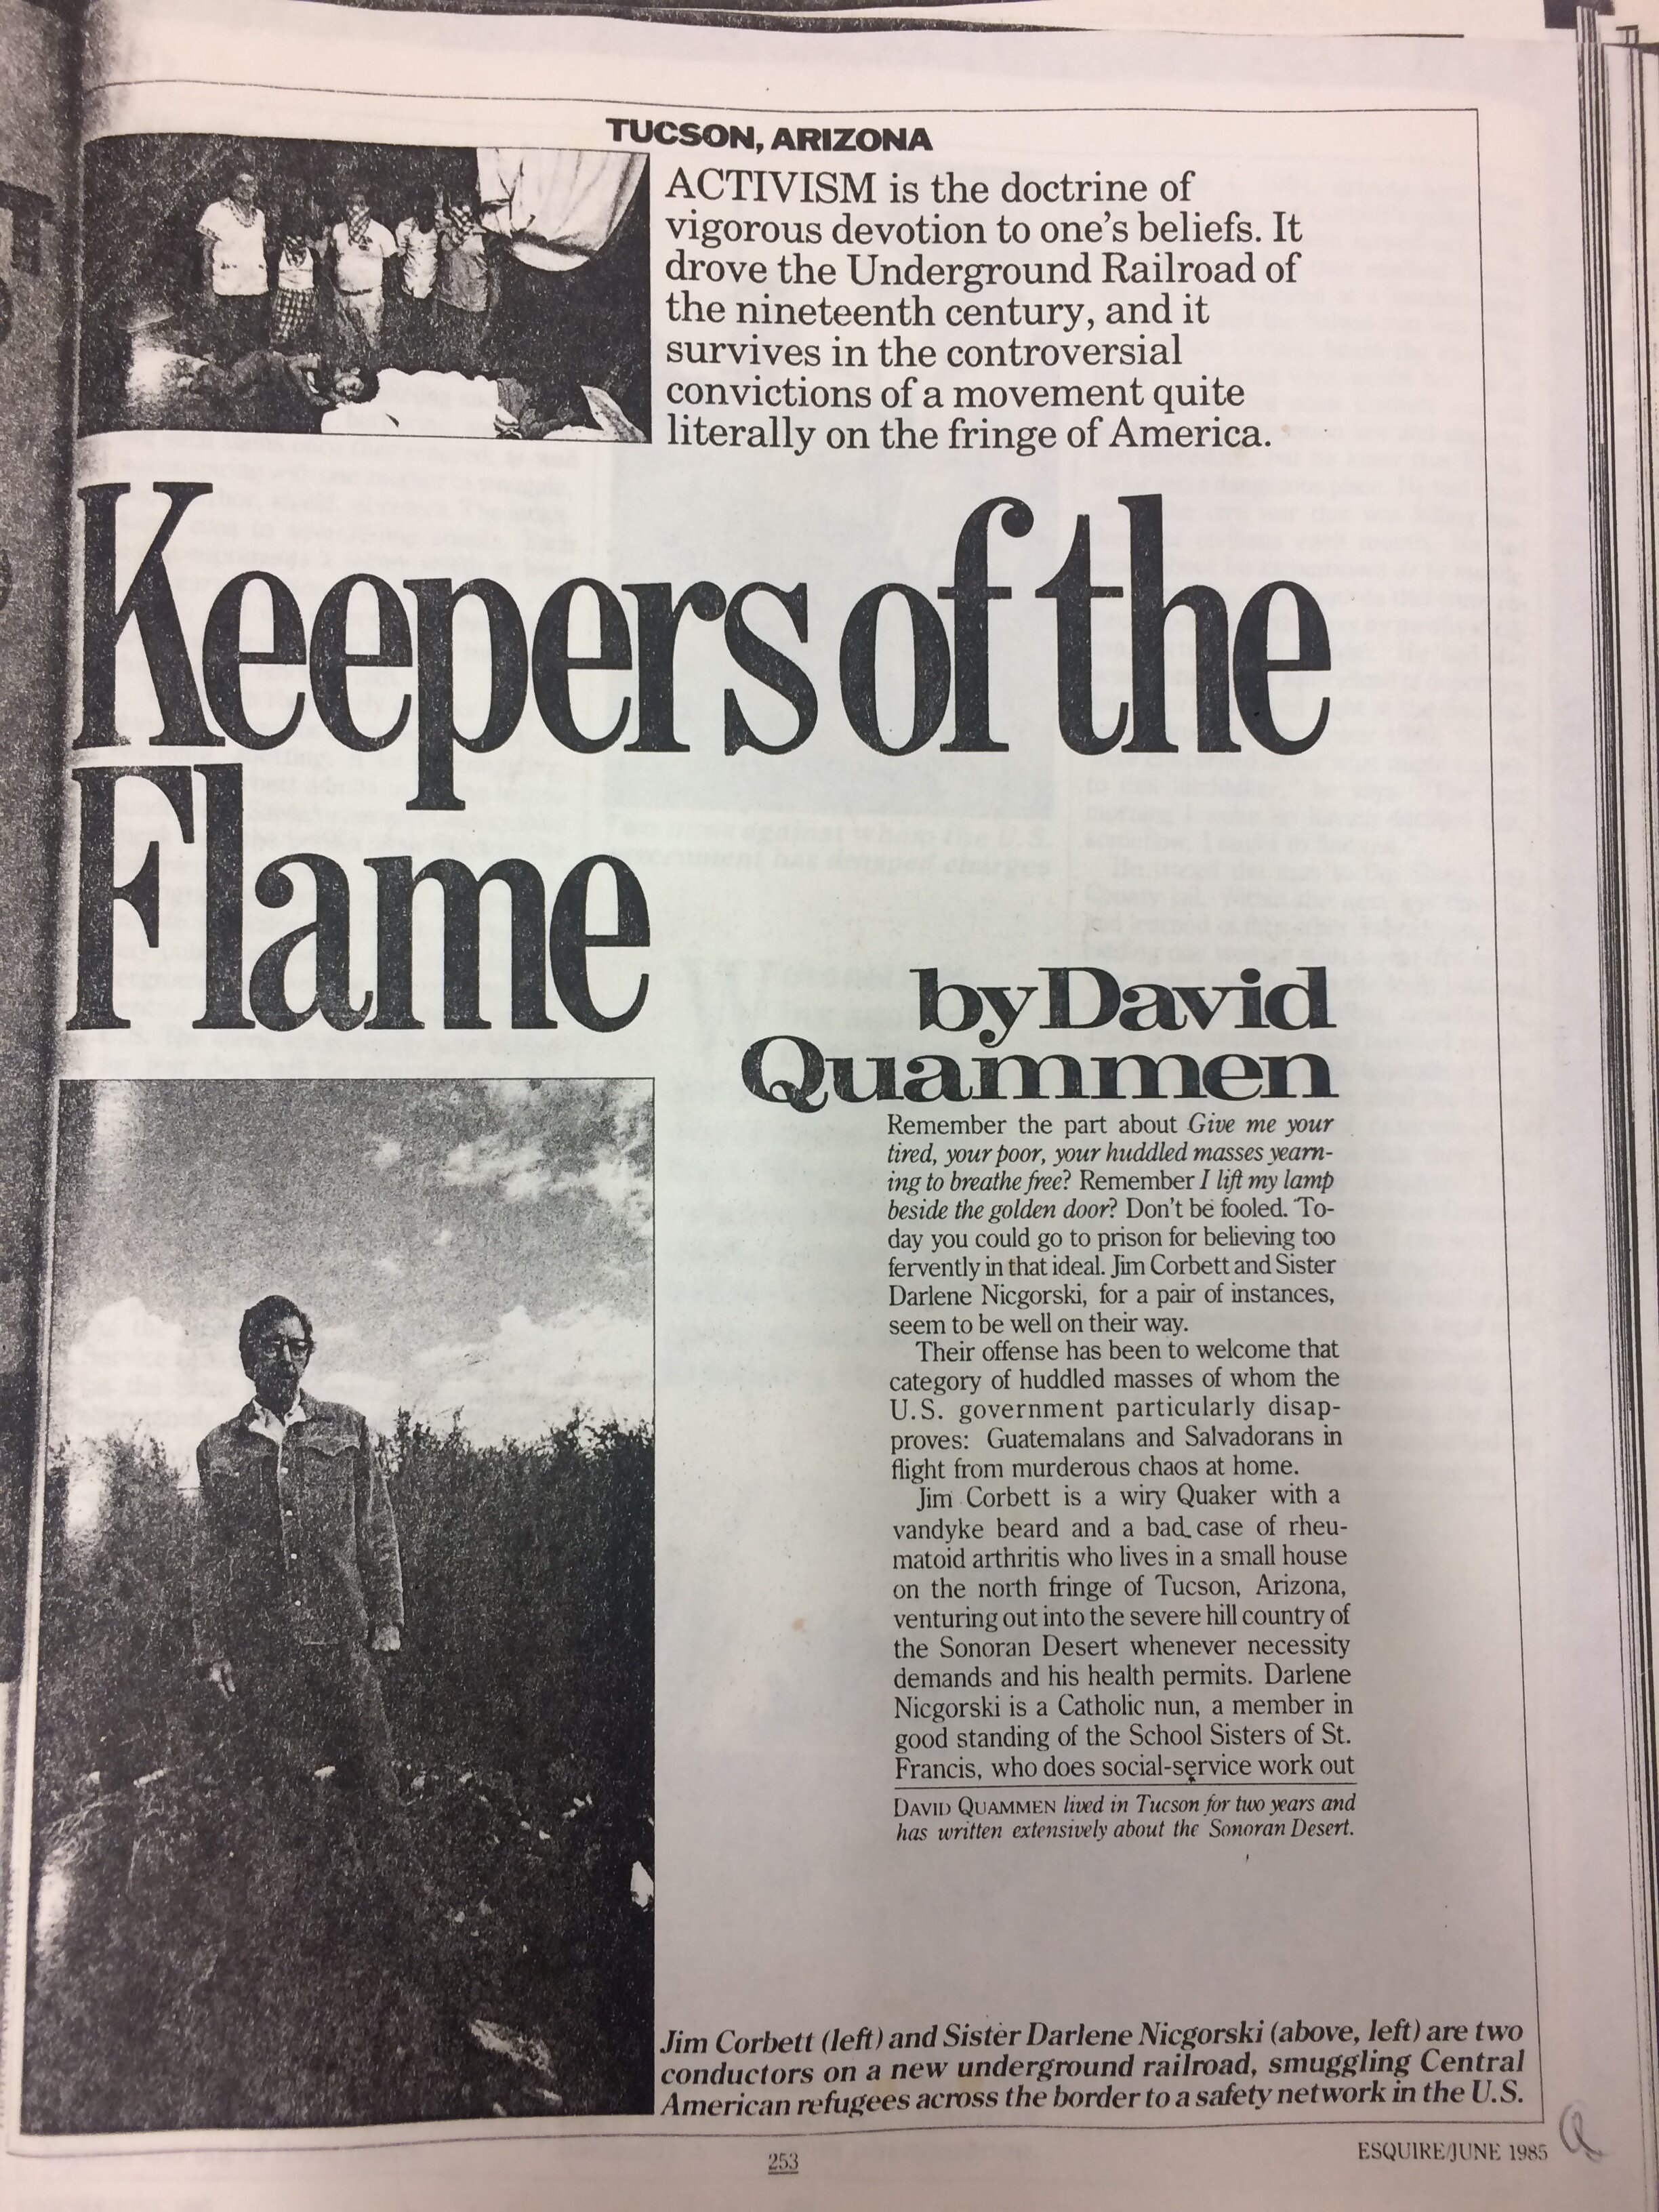 TUCSON, ARIZONA
ACTIVISM is the doctrine of
vigorous devotion to one's beliefs. It
drove the Underground Railroad of
the nineteenth century, and it
survives in the controversial
convictions of a movement quite
literally on the fringe of America.
Keepers of the
Flame
by David
Quammen
Remember the part about Give me your
tired, your poor, your huddled masses yearn-
ing to breathe free? Remember I lift my lamp
beside the golden door? Don't be fooled. To-
day you could go to prison for believing too
fervently in that ideal. Jim Corbett and Sister
Darlene Nicgorski, for a pair of instances,
seem to be well on their way.
Their offense has been to welcome that
category of huddled masses of whom the
U.S. government particularly disap-
proves: Guatemalans and Salvadorans in
flight from murderous chaos at home.
Jim Corbett is a wiry Quaker with a
vandyke beard and a bad case of rheu-
matoid arthritis who lives in a small house
on the north fringe of Tucson, Arizona,
venturing out into the severe hill country of
the Sonoran Desert whenever necessity
demands and his health permits. Darlene
Nicgorski is a Catholic nun, a member in
good standing of the School Sisters of St.
Francis, who does social-service work out
DAVID QUAMMEN lived in Tucson for two years and
has written extensively about the Sonoran Desert.
Jim Corbett (left) and Sister Darlene Nicgorski (above, left) are two
conductors on a new underground railroad, smuggling Central
American refugees across the border to a safety network in the U.S.
253
ESQUIRE/JUNE 1985